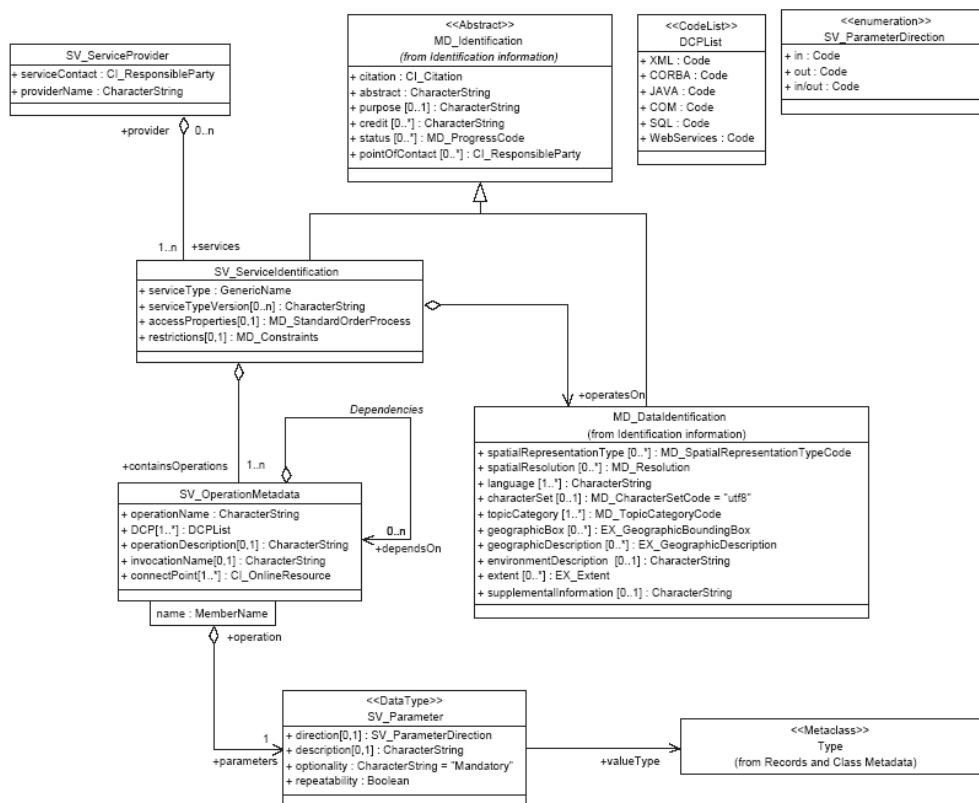 SV_ServiceProvider
+ serviceContact : CI_ResponsibleParty
+ providerName : CharacterString
+provider
0..n
1..n
+services
<<Abstract>>
MD_Identification
(from Identification information)
+ citation : CI_Citation
+ abstract : CharacterString
+ purpose [0..1] : CharacterString
+ credit [0..*] : CharacterString
+ status [0..*] : MD_ProgressCode
+ pointOfContact [0..*] : CI_ResponsibleParty
<<CodeList>>
DCPList
+ XML : Code
+ CORBA : Code
+ JAVA : Code
+ COM : Code
+ SQL : Code
+ WebServices : Code
<<enumeration>>
SV_ParameterDirection
+ in : Code
+ out : Code
+ in/out : Code
SV_ServiceIdentification
+ serviceType : GenericName
+ serviceTypeVersion[0..n] : CharacterString
+ accessProperties[0,1] : MD_StandardOrderProcess
+ restrictions[0,1] : MD_Constraints
+operatesOn
Dependencies
+containsOperations
1..n
SV_OperationMetadata
+ operationName : CharacterString
+ DCP[1..*] : DCPList
+ operationDescription[0,1] : CharacterString
+ invocationName[0,1] : CharacterString
+ connectPoint[1..*] : CI_OnlineResource
0..n
+dependsOn
name : MemberName
+operation
MD_DataIdentification
(from Identification information)
+ spatialRepresentationType [0..*] : MD_SpatialRepresentationTypeCode
+ spatialResolution [0..*] : MD_Resolution
+ language [1..*] : CharacterString
+ characterSet [0..1] : MD_CharacterSetCode = "utf8"
+ topicCategory [1..*] : MD_TopicCategoryCode
+ geographicBox [0..*] : EX_GeographicBoundingBox
+ geographicDescription [0..*] : EX_GeographicDescription
+ environmentDescription [0..1] : CharacterString
+ extent [0..*] : EX_Extent
+ supplementalInformation [0..1] : CharacterString
1
+parameters
<<DataType>>
SV_Parameter
+ direction[0,1] : SV_ParameterDirection
+ description[0,1] : CharacterString
+ optionality : CharacterString = "Mandatory"
+ repeatability : Boolean
+valueType
<<Metaclass>>
Type
(from Records and Class Metadata)